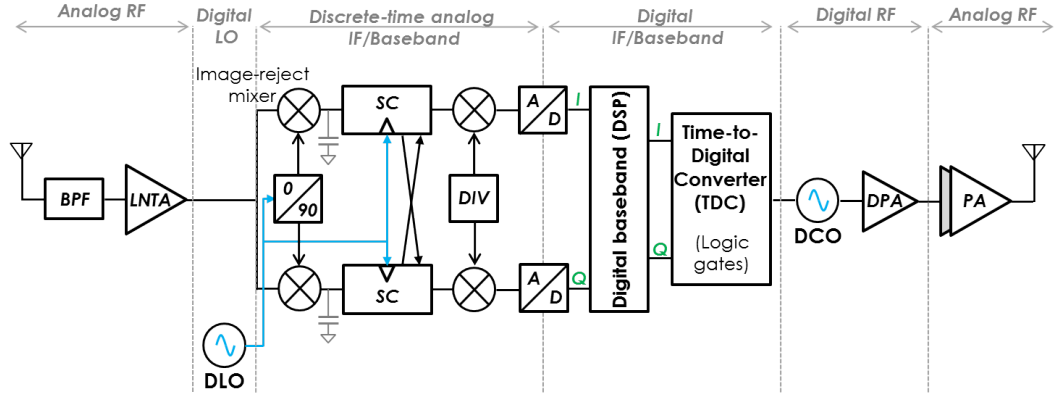 Analog RF
Digital
LO
Discrete-time analog
IF/Baseband
Digital
IF/Baseband
Digital RF
Analog RF
Image-reject
mixer
SC
A
D
I
BPF
LNTA
0
90
DIV
Digital baseband (DSP)
I
Q
Time-to-
Digital
Converter
(TDC)
(Logic
gates)
DCO
DPA
PA
SC
A
D
Q
DLO